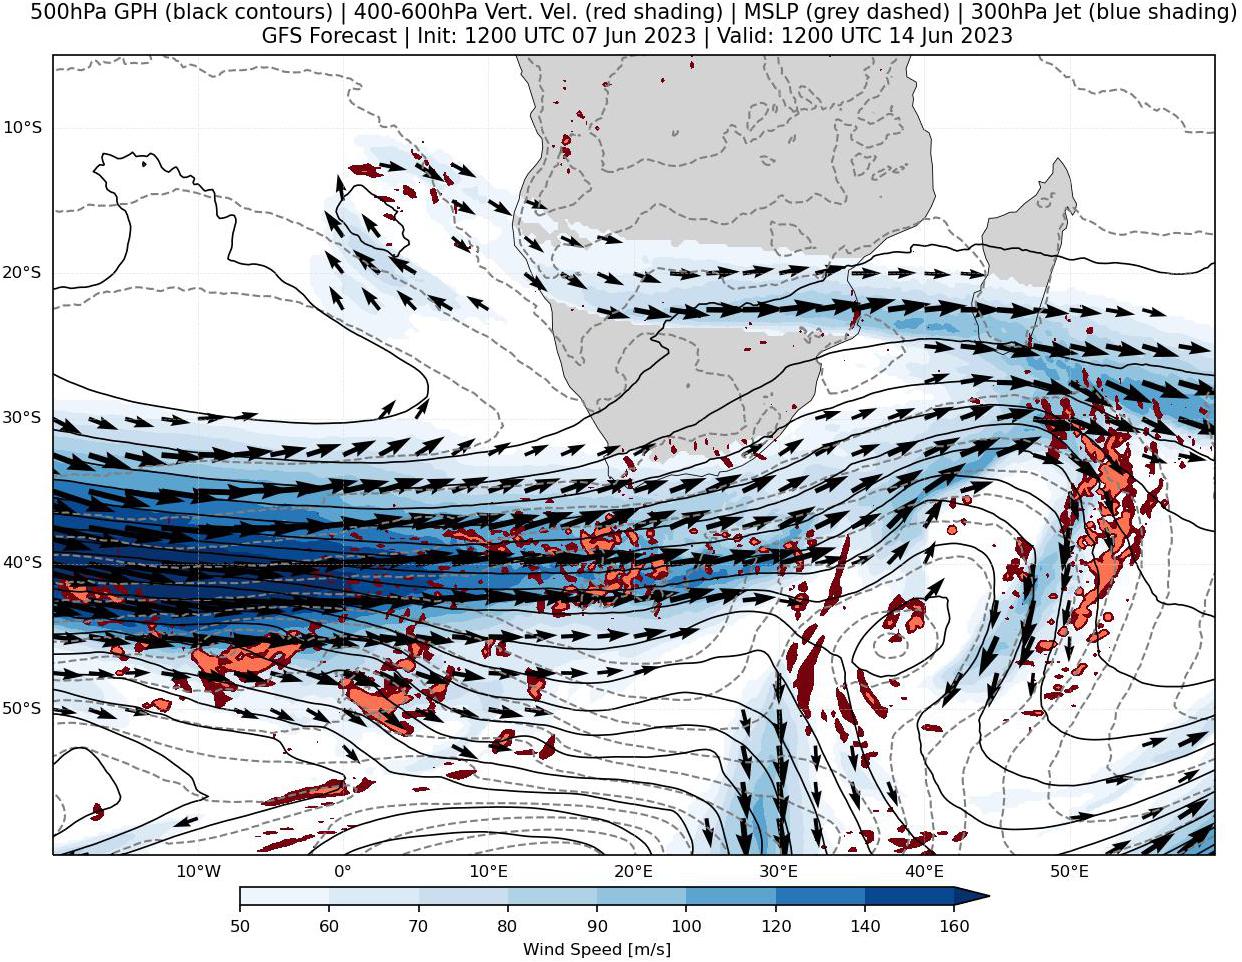 500hPa GPH (black contours) | 400-600hPa Vert. Vel. (red shading) | MSLP (grey dashed) | 300hPa Jet (blue shading)
GFS Forecast | Init: 1200 UTC 07 Jun 2023 | Valid: 1200 UTC 14 Jun 2023
10°S
20°S
30°S
40°S
50°S
10°W 0° 10°E 20°E 30°E 40°E 50°E
50 60 70 80 90 100 120 140 160
Wind Speed [m/s]